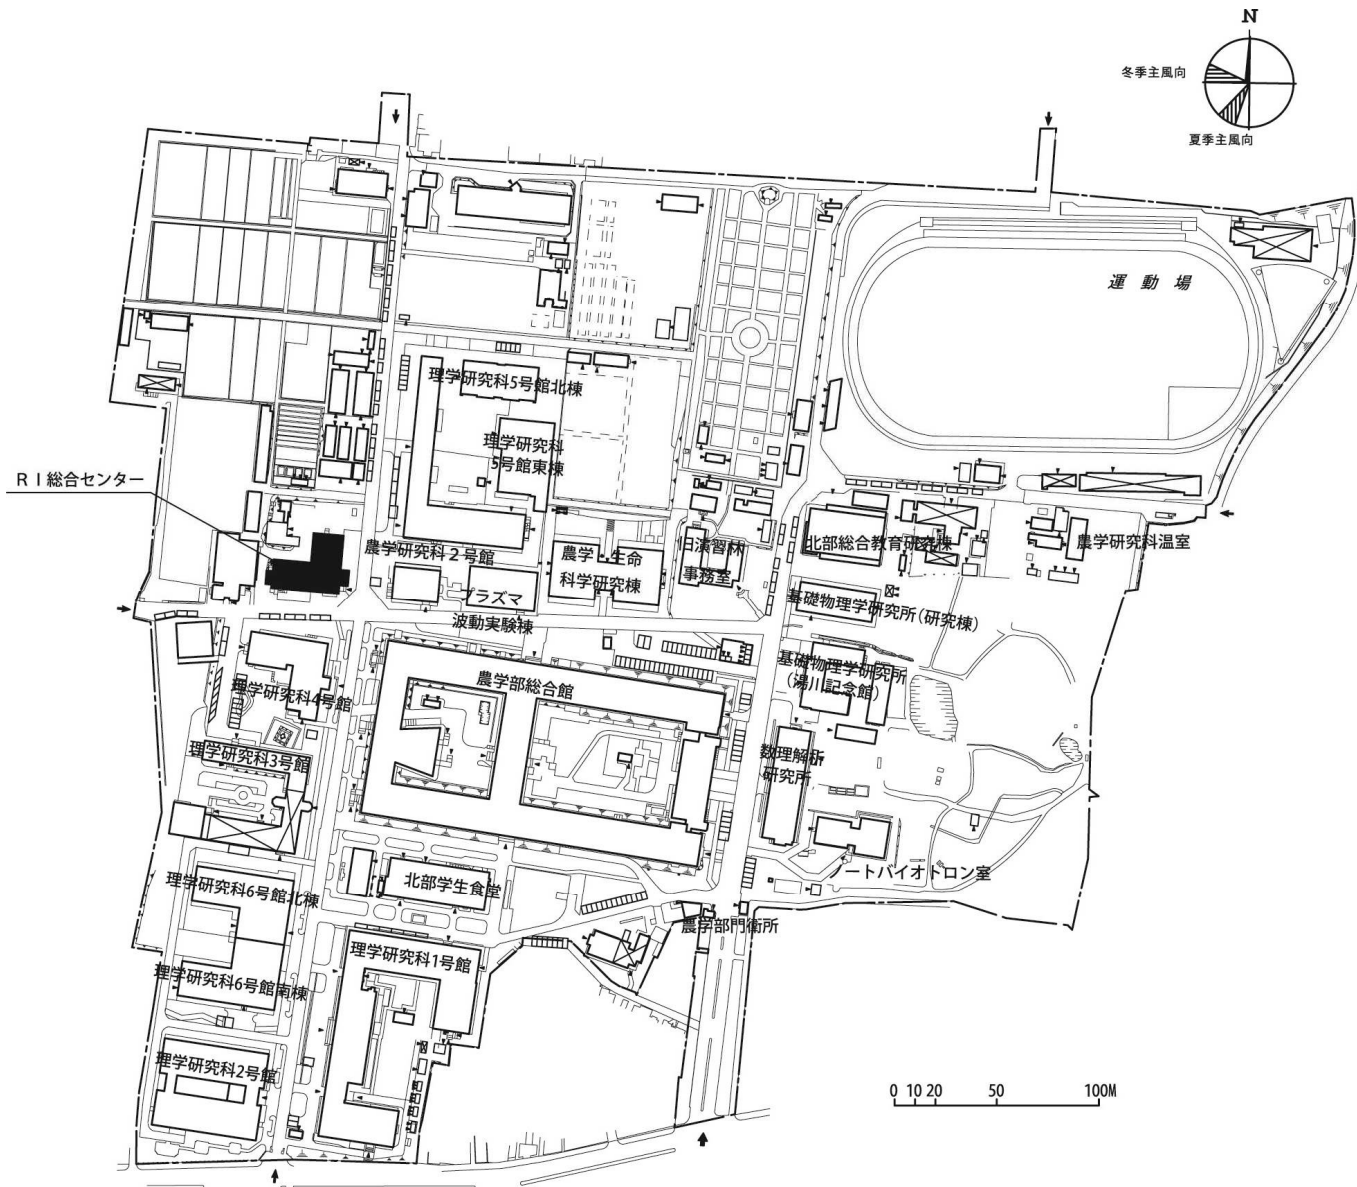 N
冬季主風向
夏季主風向
運動場
理学研究科5号館北棟
理学研究科
5号館東棟
RI総合センター
農学研究科2号館
農学・生命
科学研究棟
旧演習林
事務室
北部総合教育研究棟
農学研究科温室
プラズマ
波動実験棟
基礎物理学研究所(研究棟)
基礎物理学研究所
(湯川記念館)
農学部総合館
理学研究科4号館
理学研究科3号館
数理解析
研究所
北部学生食堂
ノートバイオトロン室
理学研究科6号館北棟
農学部門衛所
理学研究科1号館
理学研究科6号館南棟
理学研究科2号館
0 10 20 50 100M